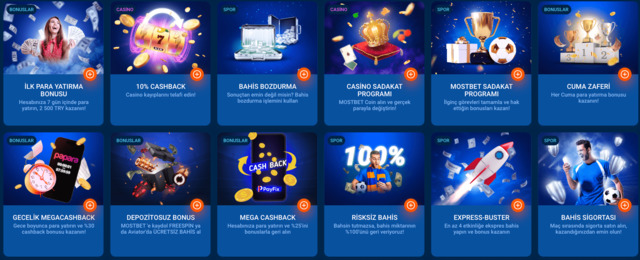 BONUSLAR
İLK PARA YATIRMA
BONUSU
Hesabınıza 7 gün içinde para
yatırın, 2 500 TRY kazanın!
CASINO
10% CASHBACK
Casino kayıplarını telafi eder!
SPOR
BAHİS BOZDURMA
Sonuçtan emin değil misin? Bahis
bozdurma işlemini kullan
CASINO
CASİNO SADAKAT
PROGRAMI
MOSTBET Coin alın ve gerçek
parayla değiştirin!
SPOR
MOSTBET SADAKAT
PROGRAMI
İlginç görevleri tamamla ve hak
ettiğin bonusları kazan!
BONUSLAR
2 1 3
CUMA ZAFERİ
Her Cuma para yatırma bonusu
kazanın!
BONUSLAR
papara
GECELİK MEGACASHBACK
Gece boyunca para yatırın ve %30
cashback bonusu kazanın!
BONUSLAR
DEPOZİTOSUZ BONUS
MOSTBET 'e kaydol FREESPİN ya
da Aviator'da ÜCRETSİZ BAHİS al
BONUSLAR
CASH BACK
PayFix
MEGA CASHBACK
Hesabınıza para yatırın ve %25'ini
bonuslarla geri alın
SPOR
100%
RİSKSİZ BAHİS
Bahsin tutmazsa, bahis miktarının
%100'ünü geri veriyoruz!
SPOR
EXPRESS-BUSTER
En az 4 etkinliğe ekspres bahis
yapın ve bonus kazanın
SPOR
BAHİS SİGORTASI
Maç sırasında sigorta satın alın,
kazandığınızdan emin olun!